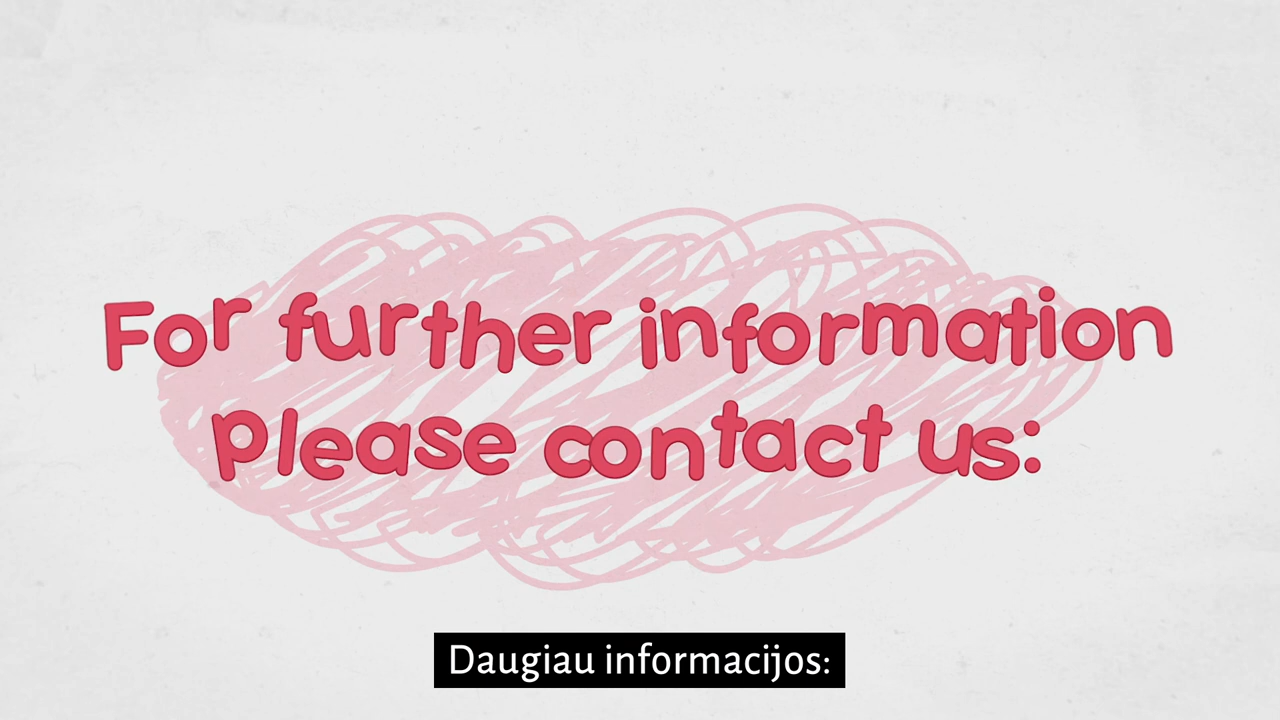 For further information
please contact us:
Daugiau informacijos: